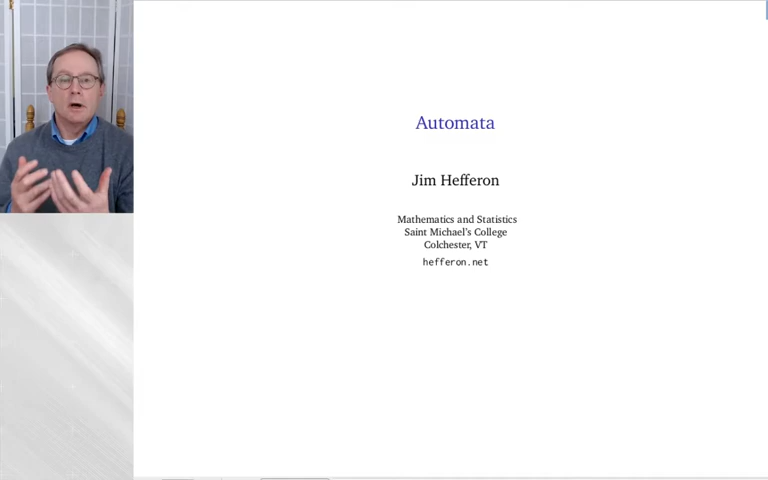 Automata
Jim Hefferon
Mathematics and Statistics
Saint Michael's College
Colchester, VT
hefferon.net